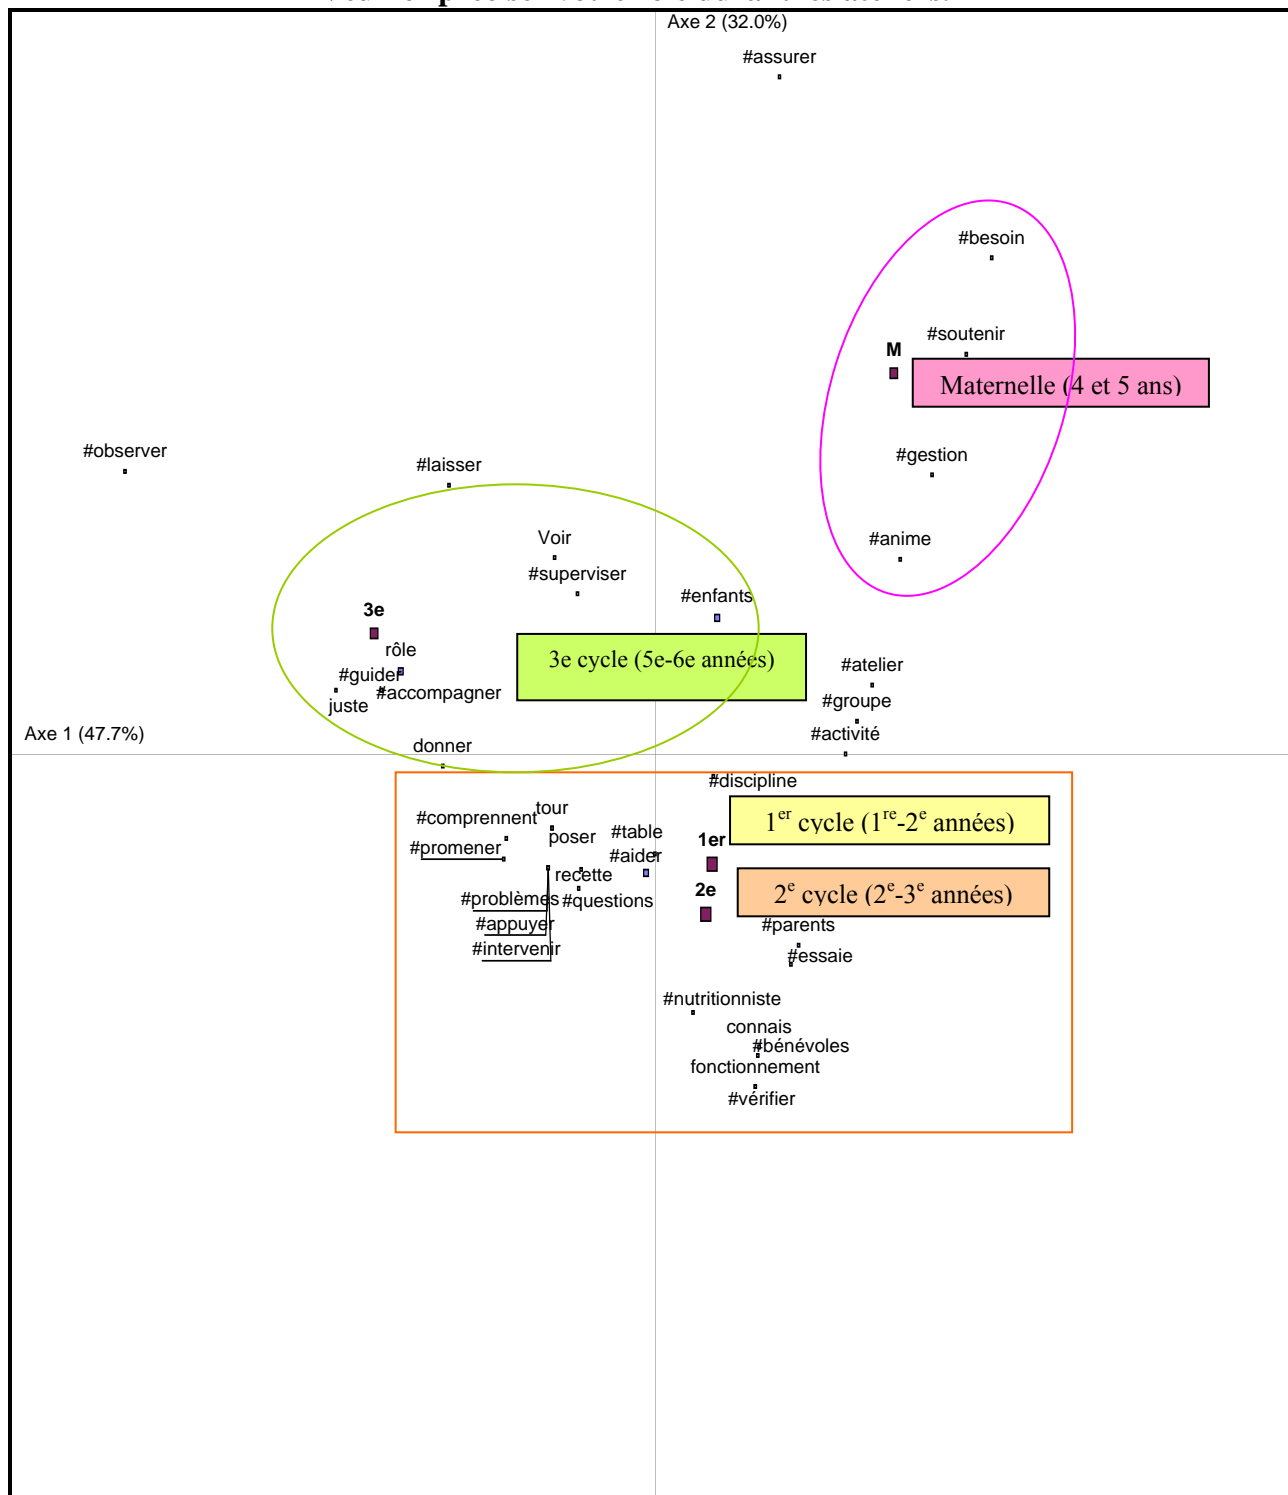 Axe 2 (32.0%)
#assurer
#besoin
#soutenir
M
Maternelle (4 et 5 ans)
#observer
#laisser
#gestion
Voir
#anime
#superviser
#enfants
3e
rôle
3e cycle (5e-6e années)
#atelier
#guider
#accompagner
juste
#groupe
Axe 1 (47.7%)
donner
#activité
#discipline
#comprennent
tour
1er cycle (1re-2e années)
#promener
poser
#table
1er
#aider
recette
2e
2e cycle (2e-3e années)
#problèmes
#questions
#appuyer
#parents
#intervenir
#essaie
#nutritionniste
connais
#bénévoles
fonctionnement
#vérifier